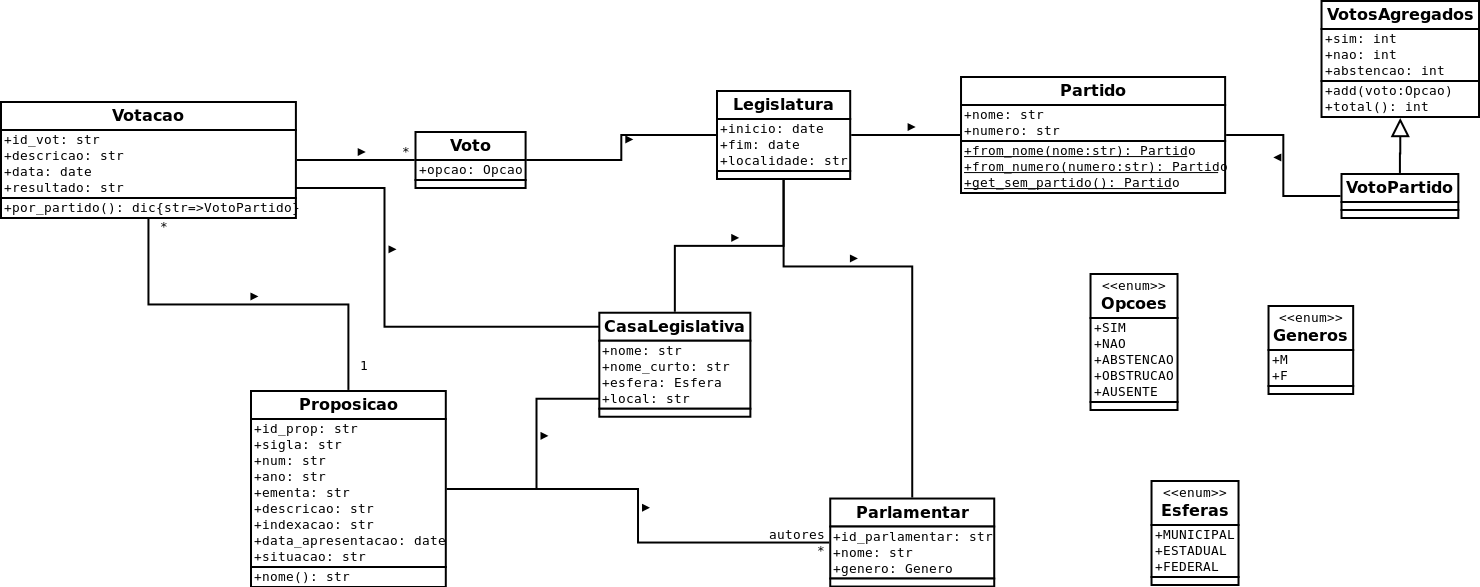 VotosAgregados
+sim: int
+nao: int
+abstencao: int
+add(voto:Opcao)
+total(): int
Votacao
+id_vot: str
+descricao: str
+data: date
+resultado: str
+por_partido(): dic{str=>VotoPartido}
*
*
Voto
+opcao: Opcao
Legislatura
+inicio: date
+fim: date
+localidade: str
Partido
+nome: str
+numero: str
+from_nome(nome:str): Partido
+from_numero(numero:str): Partido
+get_sem_partido(): Partido
VotoPartido
CasaLegislativa
+nome: str
+nome_curto: str
+esfera: Esfera
+local: str
<<enum>>
Opcoes
+SIM
+NAO
+ABSTENCAO
+OBSTRUCAO
+AUSENTE
<<enum>>
Generos
+M
+F
1
Proposicao
+id_prop: str
+sigla: str
+num: str
+ano: str
+ementa: str
+descricao: str
+indexacao: str
+data_apresentacao: date
+situacao: str
+nome(): str
autores
*
Parlamentar
+id_parlamentar: str
+nome: str
+genero: Genero
<<enum>>
Esferas
+MUNICIPAL
+ESTADUAL
+FEDERAL